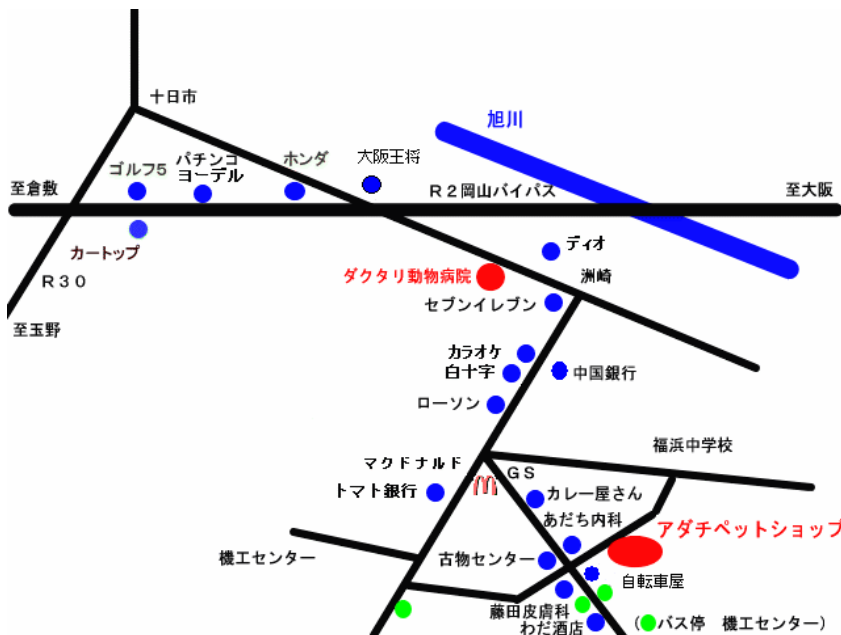 十日市
旭川
ゴルフ5
パチンコ
ヨーデル
ホンダ
大阪王将
至倉敷
R2岡山バイパス
至大阪
カートップ
ディオ
R30
ダクタリ動物病院
洲崎
至玉野
セブンイレブン
カラオケ
白十字
中国銀行
ローソン
福浜中学校
マクドナルド
GS
トマト銀行
カレー屋さん
あだち内科
アダチペットショップ
機工センター
古物センター
自転車屋
藤田皮膚科
わだ酒店
(バス停 機工センター)